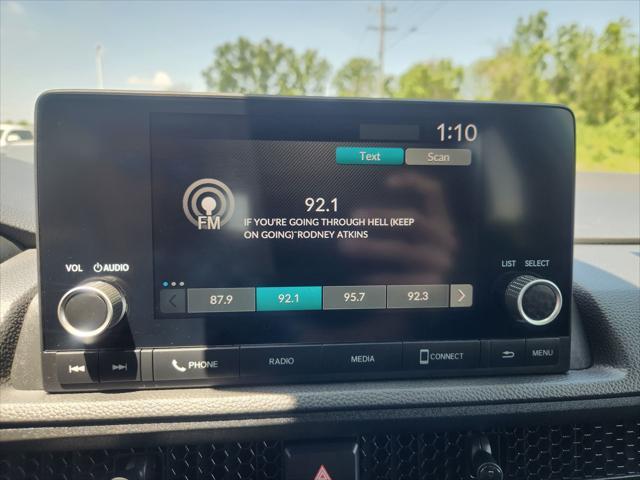 1:10
Text Scan
FM
92.1
IF YOU'RE GOING THROUGH HELL (KEEP
ON GOING)~RODNEY ATKINS
VOL AUDIO
LIST SELECT
87.9 92.1 95.7 92.3
PHONE RADIO MEDIA CONNECT MENU